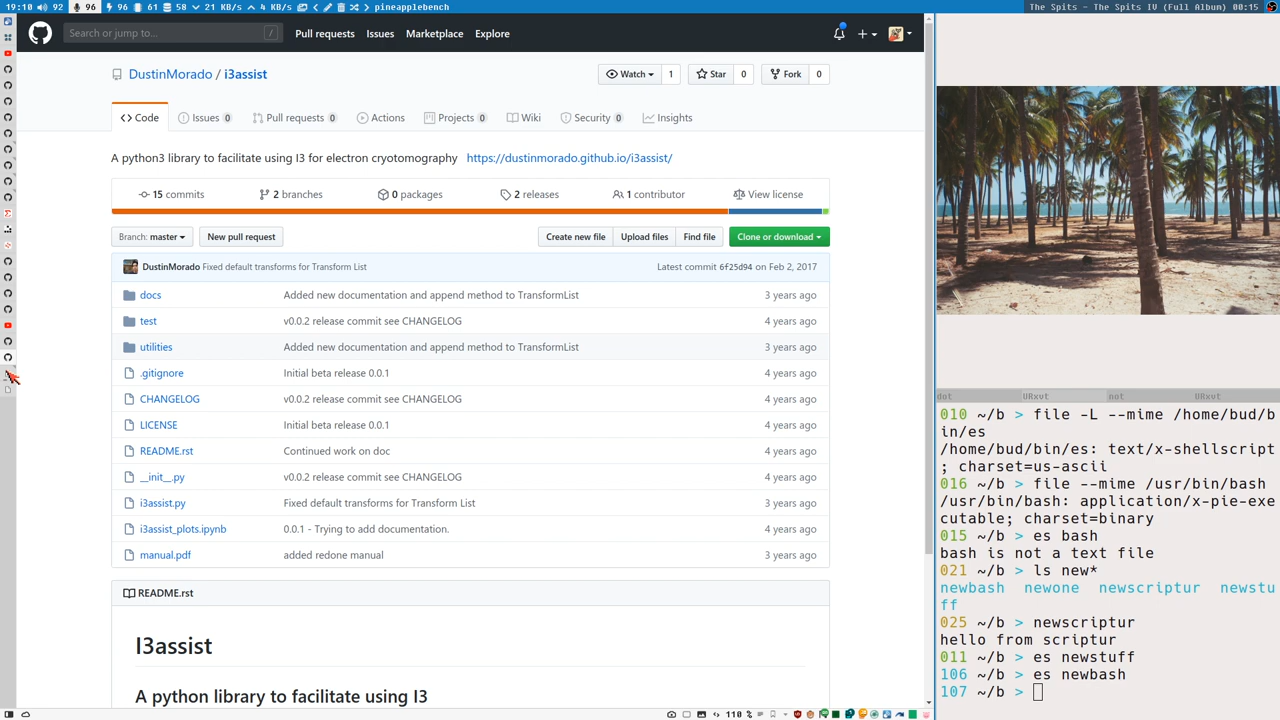 19:10 92 96 96 61 58 21 KB/s 4 KB/s pineapplebench
The Spits - The Spits IV (Full Album) 00:15
Search or jump to... /
Pull requests Issues Marketplace Explore
DustinMorado / i3assist
Watch 1 Star 0 Fork 0
Code Issues 0 Pull requests 0 Actions Projects 0 Wiki Security 0 Insights
A python3 library to facilitate using I3 for electron cryotomography https://dustinmorado.github.io/i3assist/
15 commits 2 branches 0 packages 2 releases 1 contributor View license
Branch: master New pull request Create new file Upload files Find file Clone or download
DustinMorado Fixed default transforms for Transform List Latest commit 6f25d94 on Feb 2, 2017
docs Added new documentation and append method to TransformList 3 years ago
test v0.0.2 release commit see CHANGELOG 4 years ago
utilities Added new documentation and append method to TransformList 3 years ago
.gitignore Initial beta release 0.0.1 4 years ago
CHANGELOG v0.0.2 release commit see CHANGELOG 4 years ago
LICENSE Initial beta release 0.0.1 4 years ago
README.rst Continued work on doc 4 years ago
__init__.py v0.0.2 release commit see CHANGELOG 4 years ago
i3assist.py Fixed default transforms for Transform List 3 years ago
i3assist_plots.ipynb 0.0.1 - Trying to add documentation. 4 years ago
manual.pdf added redone manual 3 years ago
README.rst
I3assist
A python library to facilitate using I3
110 %
dot URxvt not URxvt
010 ~/b > file -L --mime /home/bud/b
in/es
/home/bud/bin/es: text/x-shellscript
; charset=us-ascii
016 ~/b > file --mime /usr/bin/bash
/usr/bin/bash: application/x-pie-exe
cutable; charset=binary
015 ~/b > es bash
bash is not a text file
021 ~/b > ls new*
newbash newone newscriptur newstu
ff
025 ~/b > newscriptur
hello from scriptur
011 ~/b > es newstuff
106 ~/b > es newbash
107 ~/b >